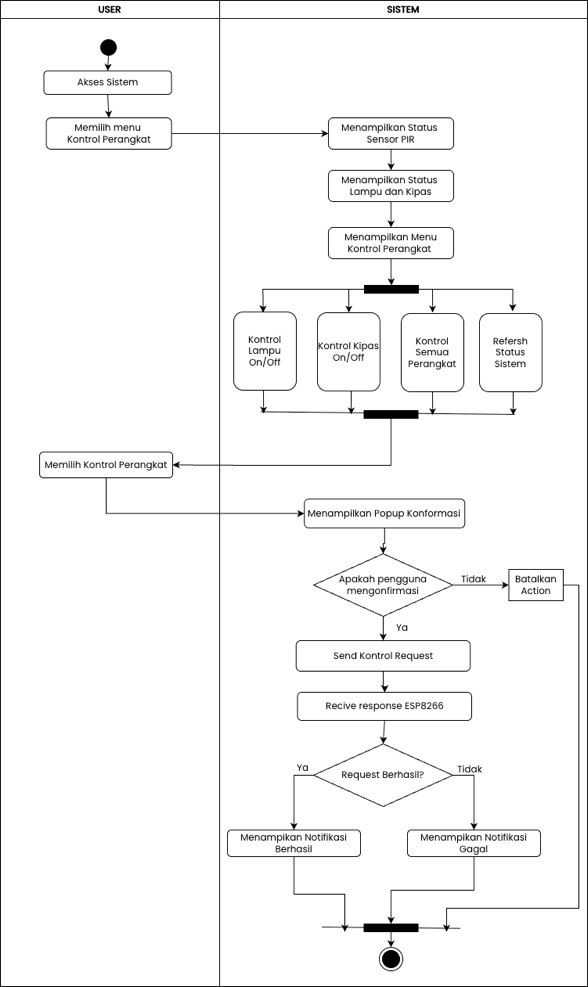 USER
SISTEM
Akses Sistem
Memilih menu
Kontrol Perangkat
Menampilkan Status
Sensor PIR
Menampilkan Status
Lampu dan Kipas
Menampilkan Menu
Kontrol Perangkat
Kontrol
Lampu
On/Off
Kontrol Kipas
On/Off
Kontrol
Semua
Perangkat
Refersh
Status
Sistem
Memilih Kontrol Perangkat
Menampilkan Popup Konformasi
Apakah pengguna
mengonfirmasi
Tidak
Batalkan
Action
Ya
Send Kontrol Request
Recive response ESP8266
Ya
Request Berhasil?
Tidak
Menampikan Notifikasi
Berhasil
Menampikan Notifikasi
Gagal